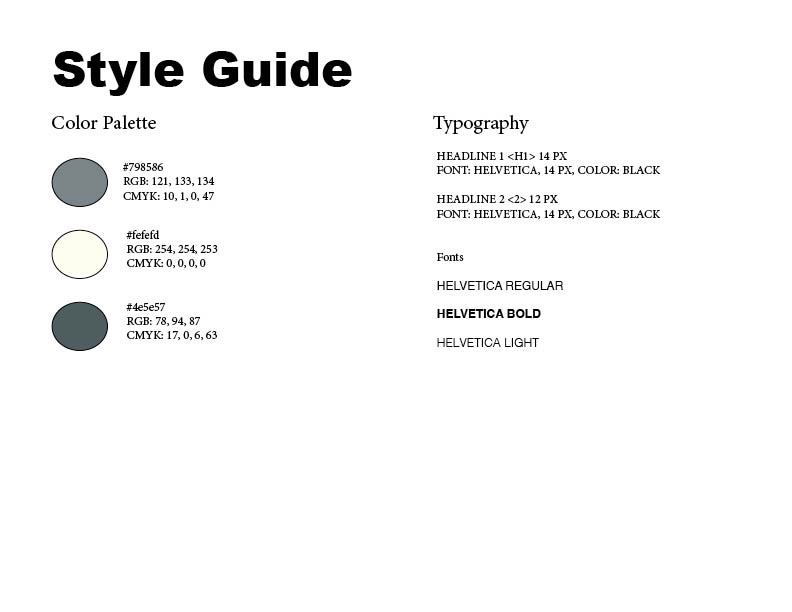 Style Guide
Color Palette
#798586
RGB: 121, 133, 134
CMYK: 10, 1, 0, 47
#fefefd
RGB: 254, 254, 253
CMYK: 0, 0, 0, 0
#4e5e57
RGB: 78, 94, 87
CMYK: 17, 0, 6, 63
Typography
HEADLINE 1 <H1> 14 PX
FONT: HELVETICA, 14 PX, COLOR: BLACK
HEADLINE 2 <2> 12 PX
FONT: HELVETICA, 14 PX, COLOR: BLACK
Fonts
HELVETICA REGULAR
HELVETICA BOLD
HELVETICA LIGHT